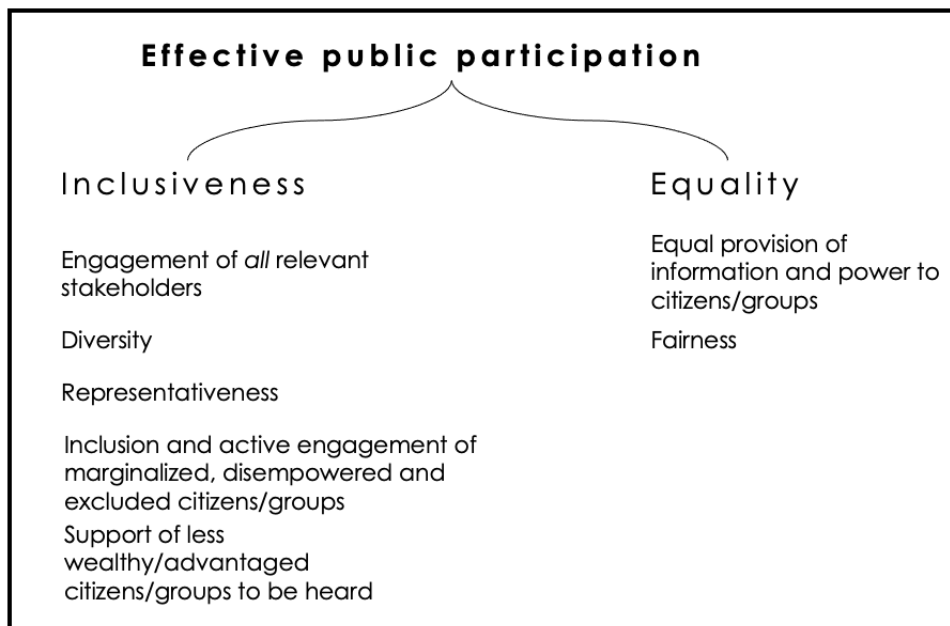 Effective public participation
Inclusiveness
Engagement of all relevant
stakeholders
Diversity
Representativeness
Inclusion and active engagement of
marginalized, disempowered and
excluded citizens/groups
Support of less
wealthy/advantaged
citizens/groups to be heard
Equality
Equal provision of
information and power to
citizens/groups
Fairness